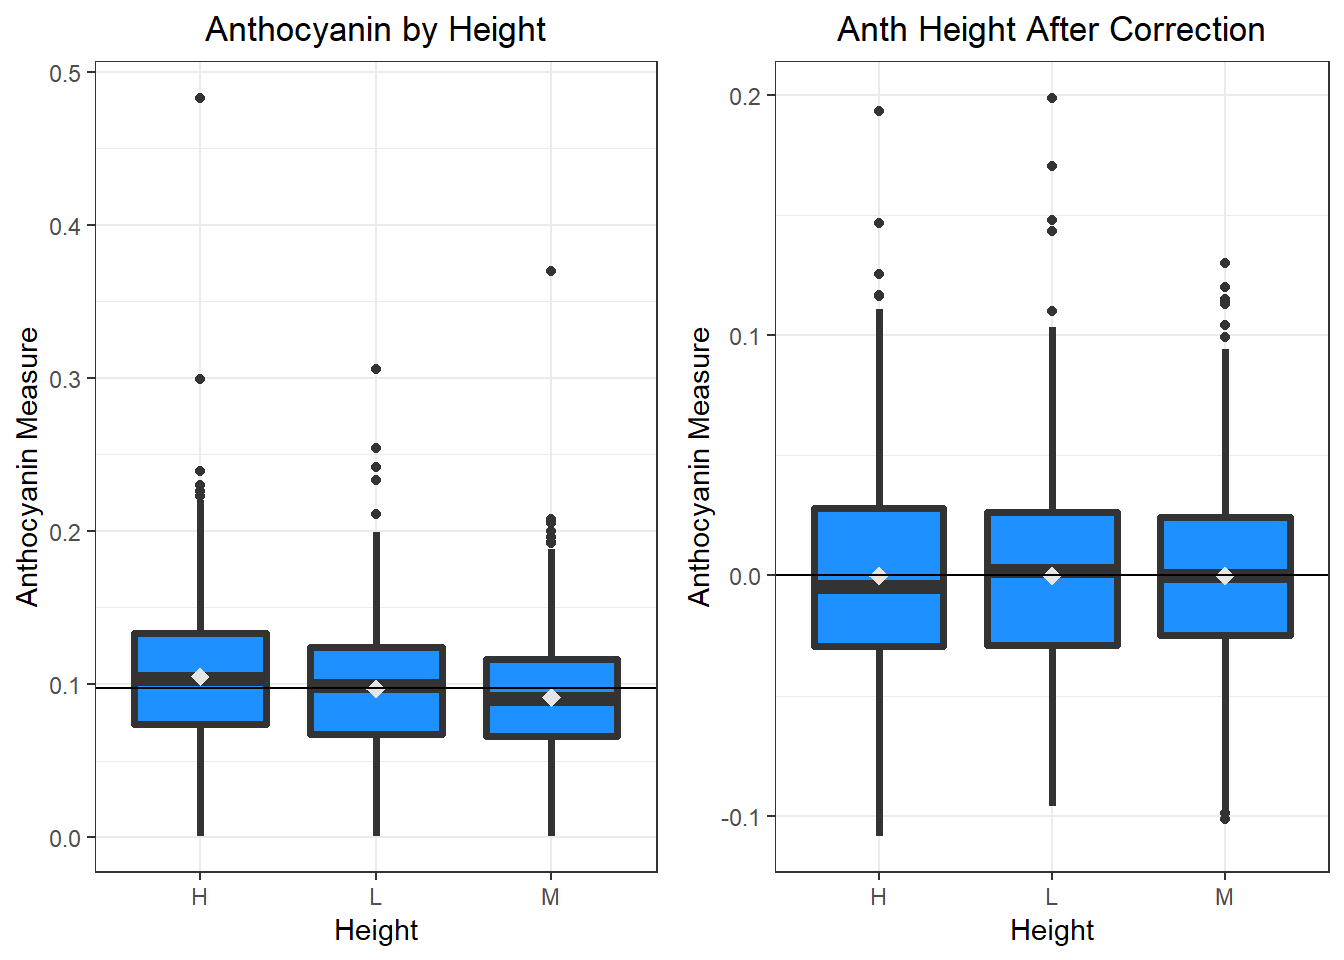 Anthocyanin by Height
Anthocyanin Measure
0.5
0.4
0.3
0.2
0.1
0.0
H L M
Height
Anth Height After Correction
Anthocyanin Measure
0.2
0.1
0.0
-0.1
H L M
Height